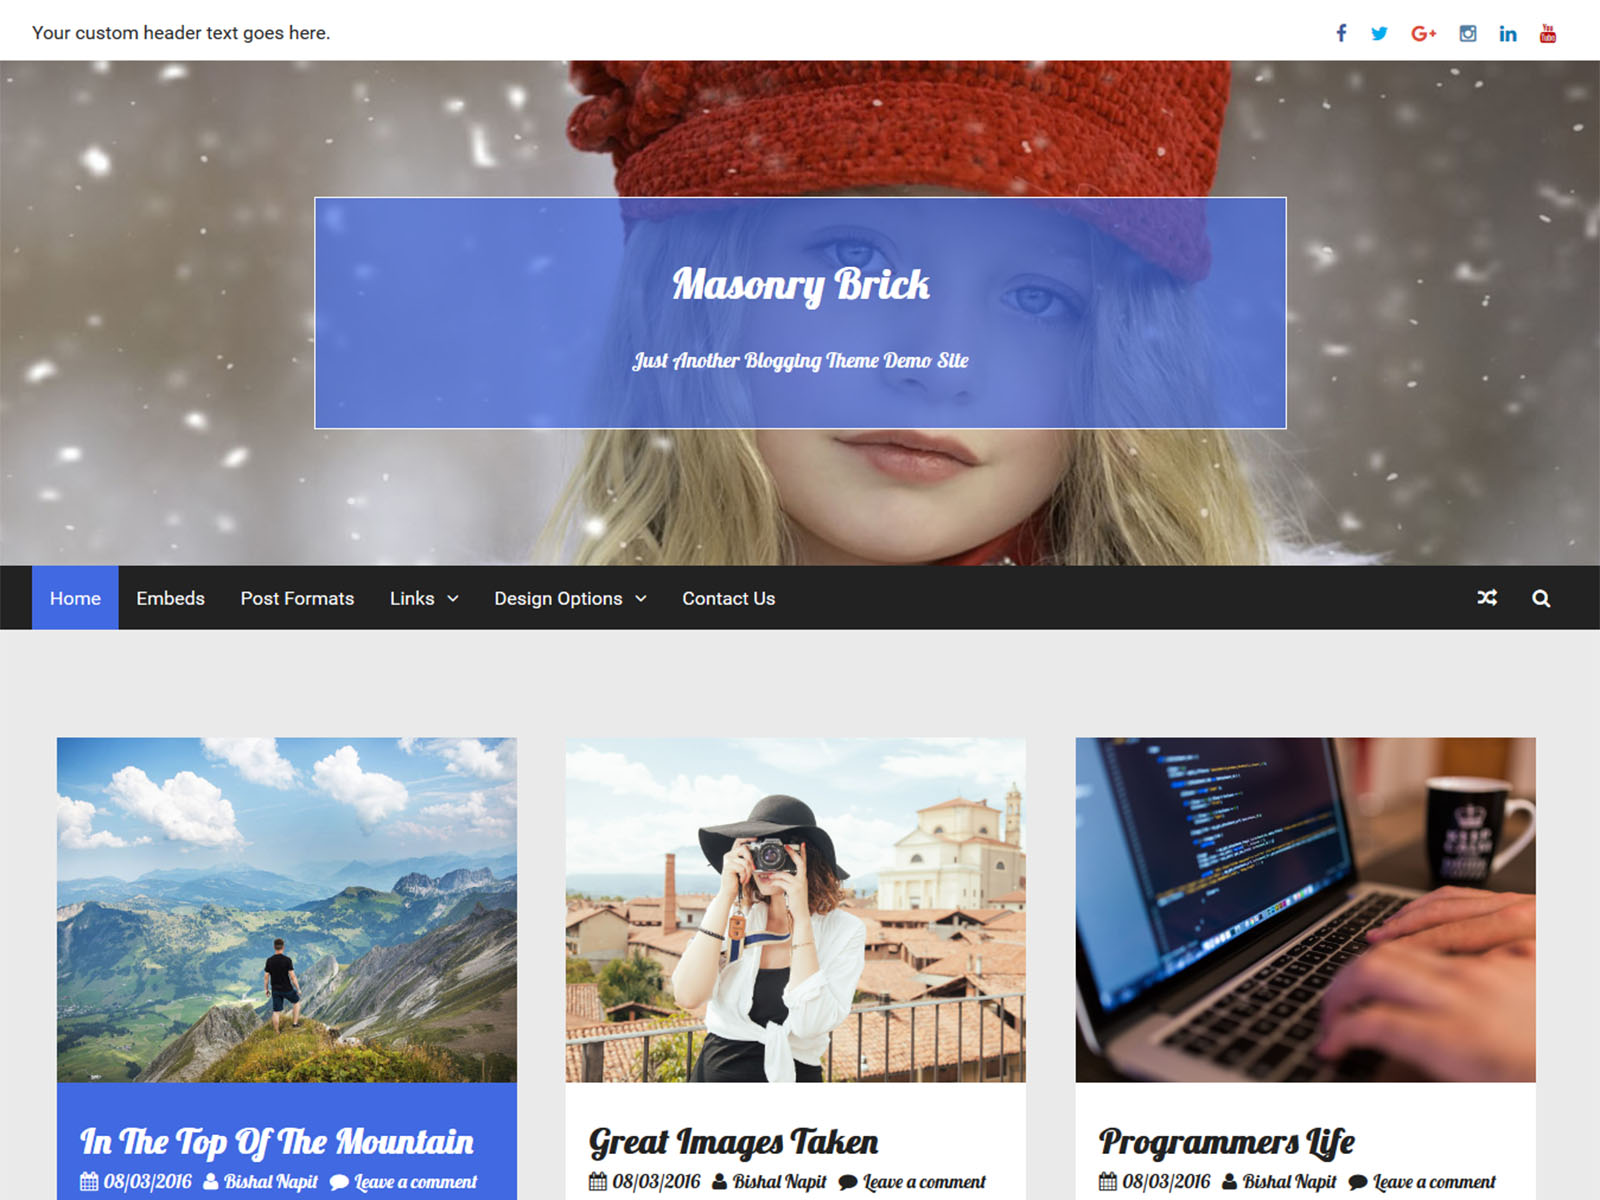 Your custom header text goes here.
Masonry Brick
Just Another Blogging Theme Demo Site
Home Embeds Post Formats Links Design Options Contact Us
KEEP
CALM
In The Top Of The Mountain
08/03/2016 Bishal Napit Leave a comment
Great Images Taken
08/03/2016 Bishal Napit Leave a comment
Programmers Life
08/03/2016 Bishal Napit Leave a comment